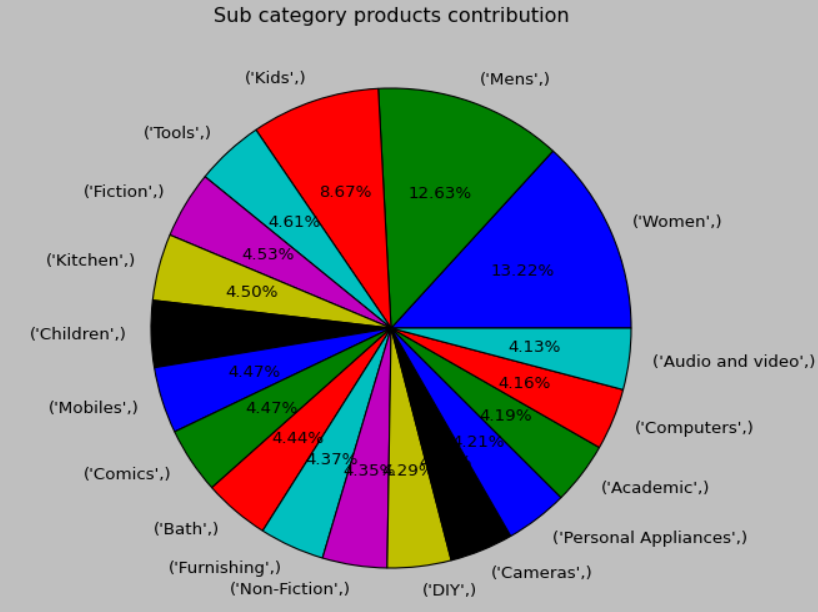 Sub category products contribution
('Kids',)
('Mens',)
('Tools',)
('Fiction',)
8.67%
12.63%
('Women',)
4.61%
4.53%
('Kitchen',)
13.22%
4.50%
('Children',)
4.13%
('Audio and video',)
4.47%
4.16%
('Mobiles',)
4.47%
4.19%
('Computers',)
4.44%
4.21%
('Comics',)
4.37%
4.35%
4.29%
('Academic',)
('Bath',)
('Personal Appliances',)
('Furnishing',)
('Cameras',)
('Non-Fiction',)
('DIY',)